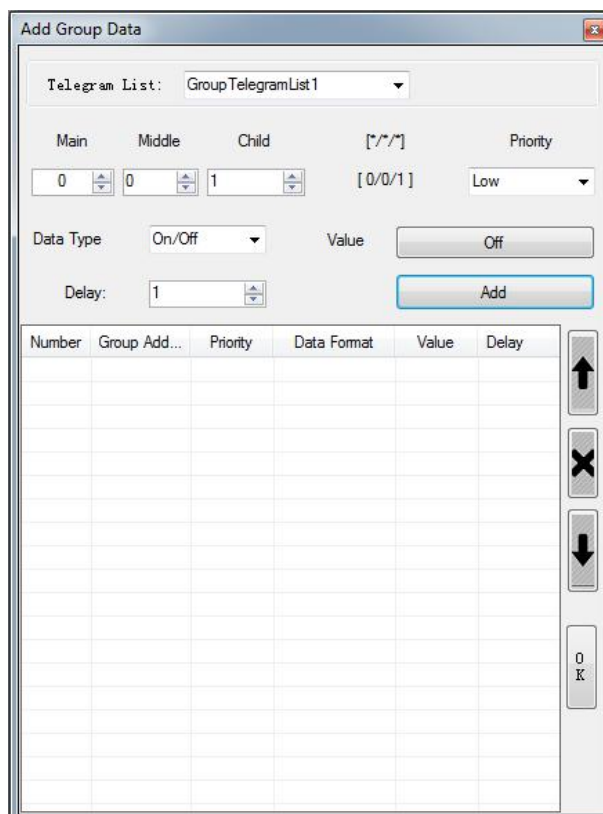 Add Group Data
x
Telegram List: GroupTelegramList1
Main Middle Child [*/*/*] Priority
0 0 1 [ 0/0/1 ] Low
Data Type On/Off Value Off
Delay: 1 Add
Number Group Add... Priority Data Format Value Delay
O
K